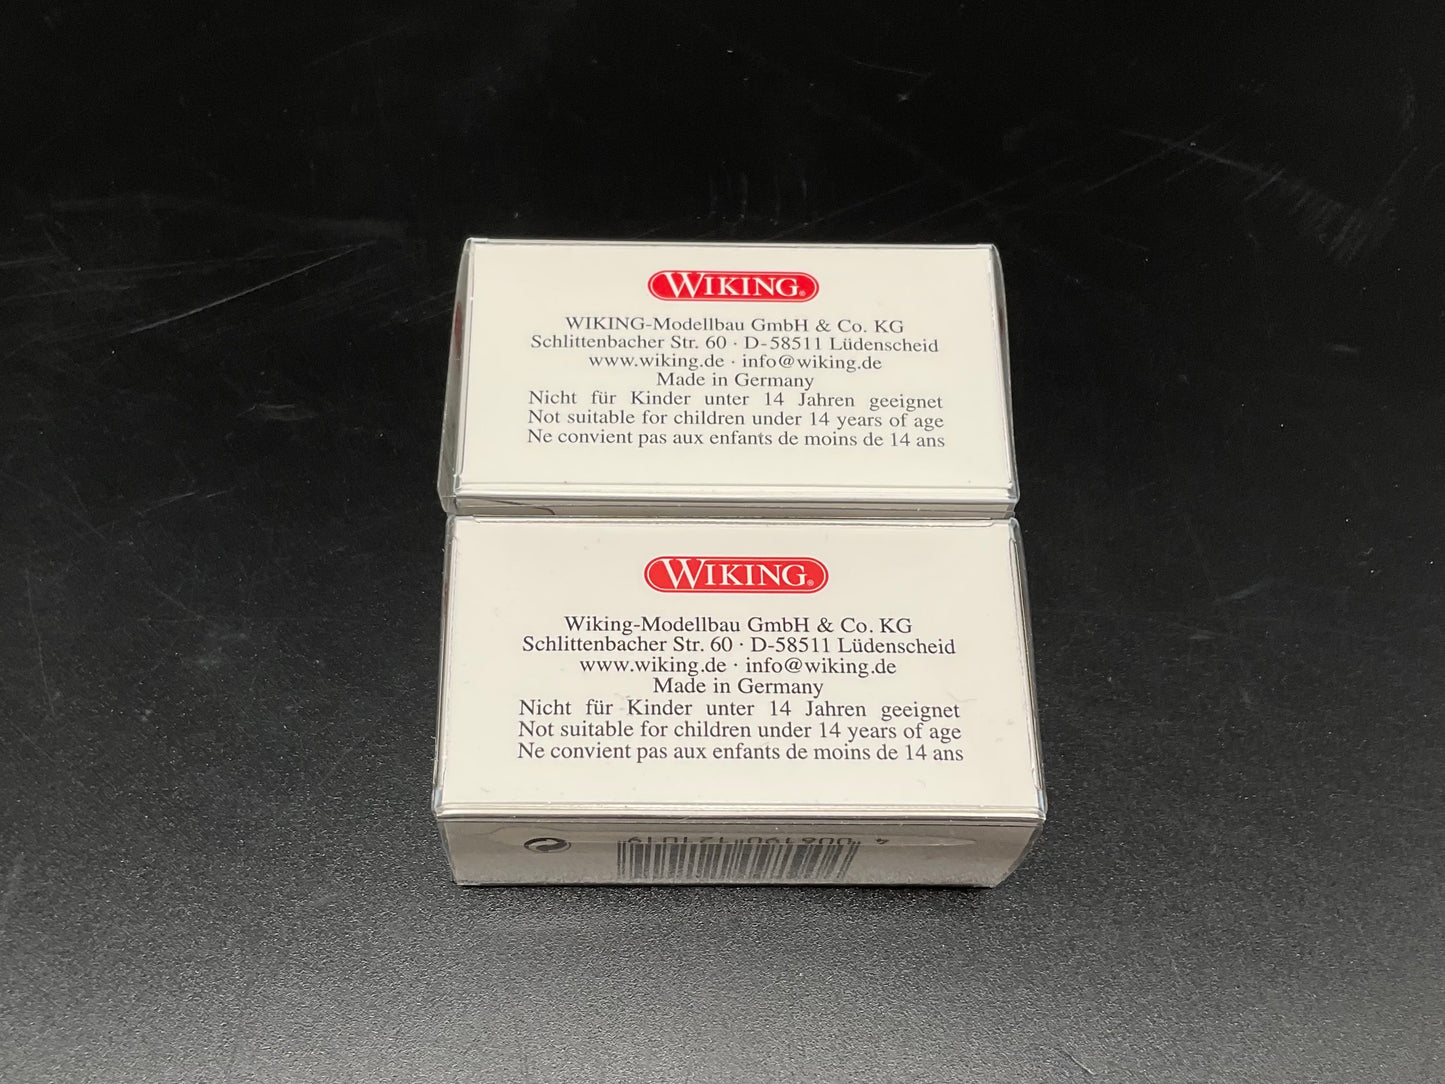 WIKING®
WIKING-Modellbau GmbH & Co. KG
Schlittenbacher Str. 60 · D-58511 Lüdenscheid
www.wiking.de · info@wiking.de
Made in Germany
Nicht für Kinder unter 14 Jahren geeignet
Not suitable for children under 14 years of age
Ne convient pas aux enfants de moins de 14 ans
WIKING®
Wiking-Modellbau GmbH & Co. KG
Schlittenbacher Str. 60 · D-58511 Lüdenscheid
www.wiking.de · info@wiking.de
Made in Germany
Nicht für Kinder unter 14 Jahren geeignet
Not suitable for children under 14 years of age
Ne convient pas aux enfants de moins de 14 ans
4 006190 121019